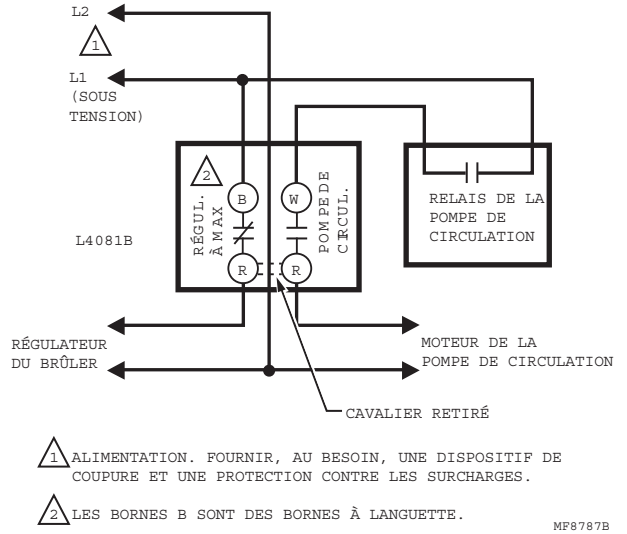 L2
1
L1
(SOUS
TENSION)
2
RÉGUL.
À MAX
B
W
POMPE DE
CIRCUL.
RELAIS DE LA
POMPE DE
CIRCULATION
L4081B
R
R
RÉGULATEUR
DU BRÛLER
MOTEUR DE LA
POMPE DE CIRCULATION
CAVALIER RETIRÉ
1 ALIMENTATION. FOURNIR, AU BESOIN, UNE DISPOSITIF DE
COUPURE ET UNE PROTECTION CONTRE LES SURCHARGES.
2 LES BORNES B SONT DES BORNES À LANGUETTE.
MF8787B